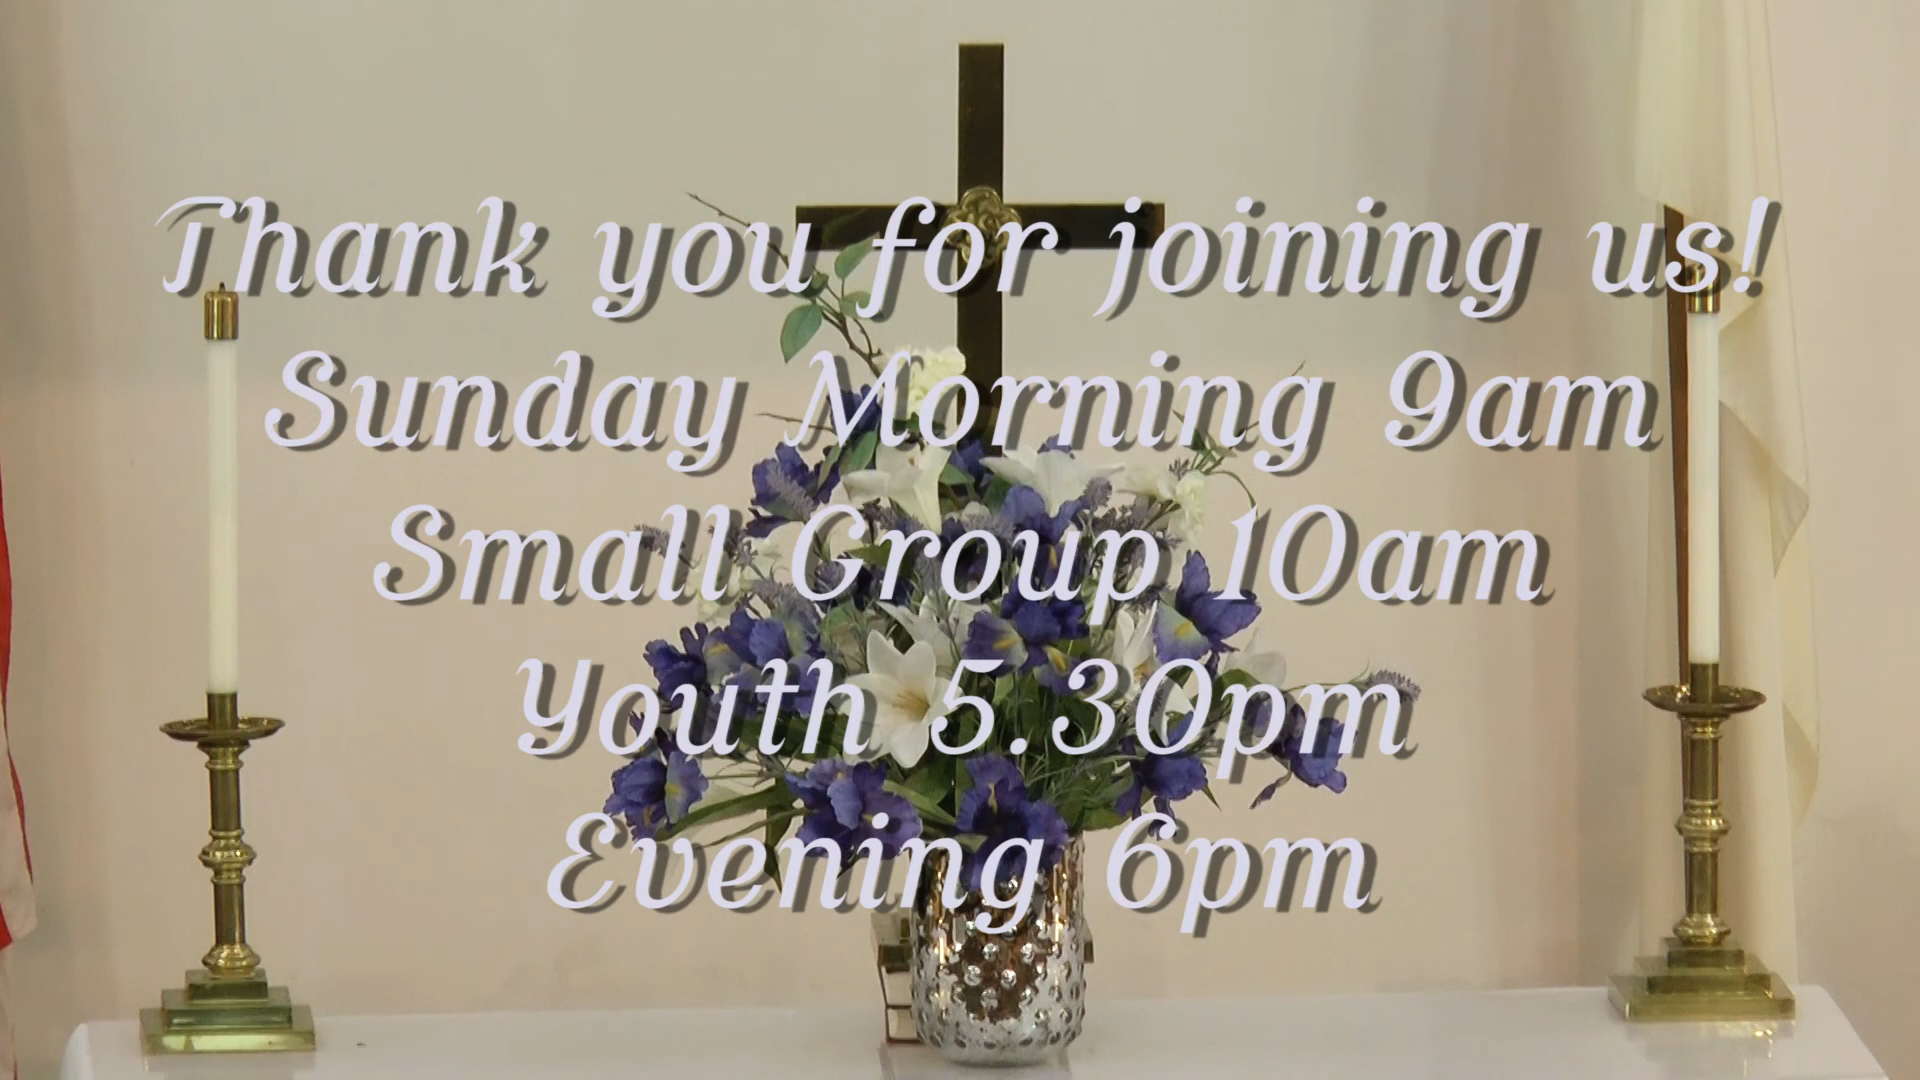 Thank you for joining us!
Sunday Morning 9am
Small Group 10am
Youth 5.30pm
Evening 6pm